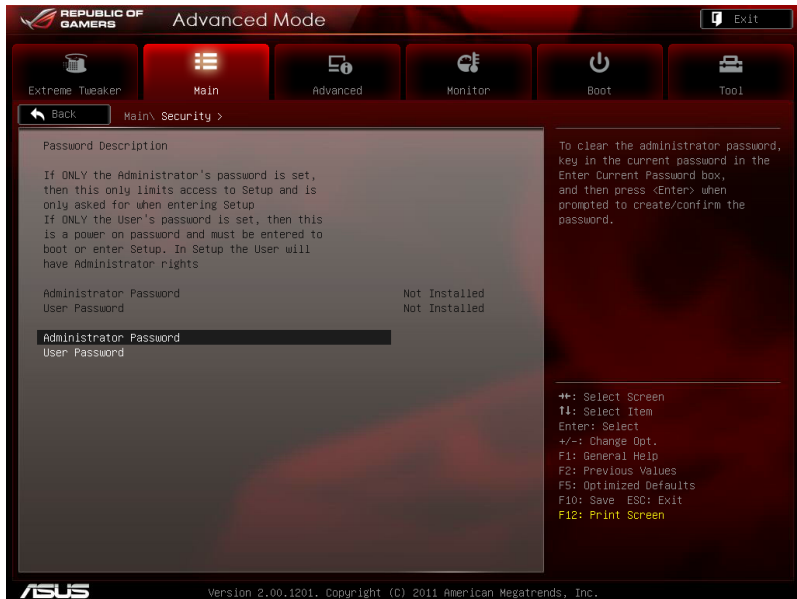 REPUBLIC OF
GAMERS
Advanced Mode
Exit
Extreme Tweaker
Main
Advanced
Monitor
Boot
Tool
Back
Main\ Security >
Password Description
If ONLY the Administrator's password is set,
then this only limits access to Setup and is
only asked for when entering Setup
If ONLY the User's password is set, then this
is a power on password and must be entered to
boot or enter Setup. In Setup the User will
have Administrator rights
Administrator Password Not Installed
User Password Not Installed
Administrator Password
User Password
To clear the administrator password,
key in the current password in the
Enter Current Password box,
and then press <Enter> when
prompted to create/confirm the
password.
→←: Select Screen
↑↓: Select Item
Enter: Select
+/-: Change Opt.
F1: General Help
F2: Previous Values
F5: Optimized Defaults
F10: Save ESC: Exit
F12: Print Screen
ASUS
Version 2.00.1201. Copyright (C) 2011 American Megatrends, Inc.